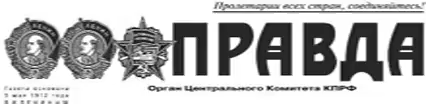 Пролетарии всех стран, соединяйтесь!
ПРАВДА
Газета основана
5 мая 1912 года
Орган Центрального Комитета КПРФ